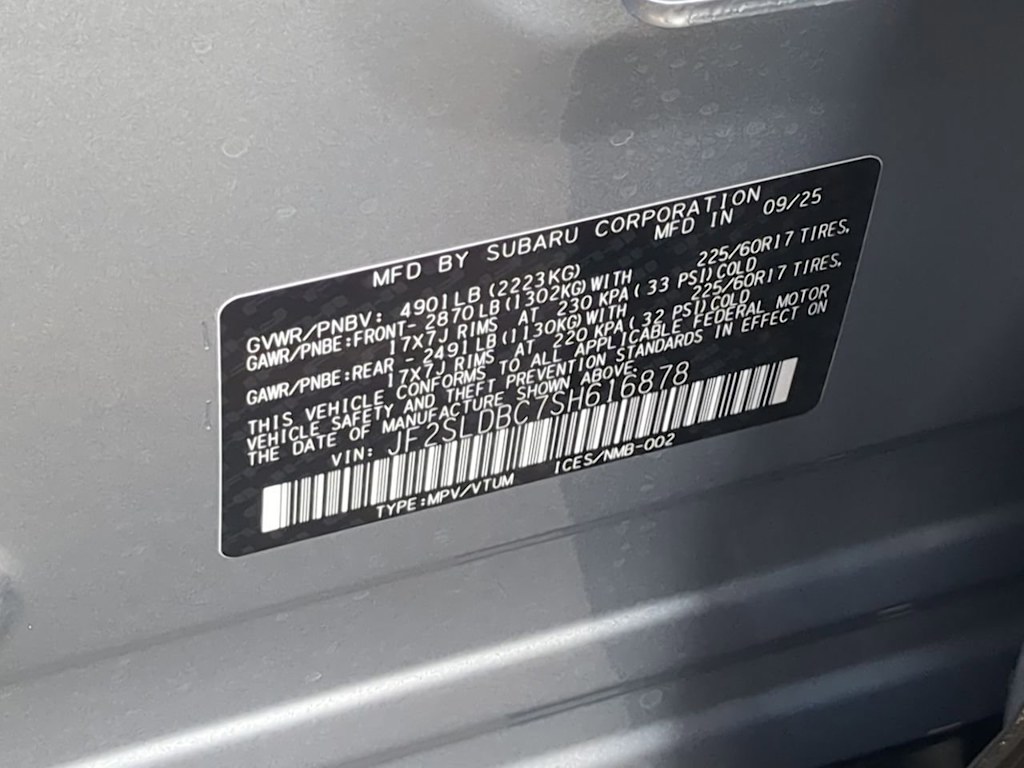 MFD BY SUBARU CORPORATION
MFD IN 09/25
GVWR/PNBV: 4901LB (2223KG)
GAWR/PNBE:FRONT- 2870LB(1302KG)WITH 225/60R17 TIRES,
17X7J RIMS AT 230 KPA ( 33 PSI)COLD
GAWR/PNBE:REAR - 2491LB(1130KG)WITH 225/60R17 TIRES,
17X7J RIMS AT 220 KPA ( 32 PSI)COLD
THIS VEHICLE CONFORMS TO ALL APPLICABLE FEDERAL MOTOR
VEHICLE SAFETY AND THEFT PREVENTION STANDARDS IN EFFECT ON
THE DATE OF MANUFACTURE SHOWN ABOVE.
VIN: JF2SLDBC7SH616878
TYPE:MPV/VTUM ICES/NMB-002